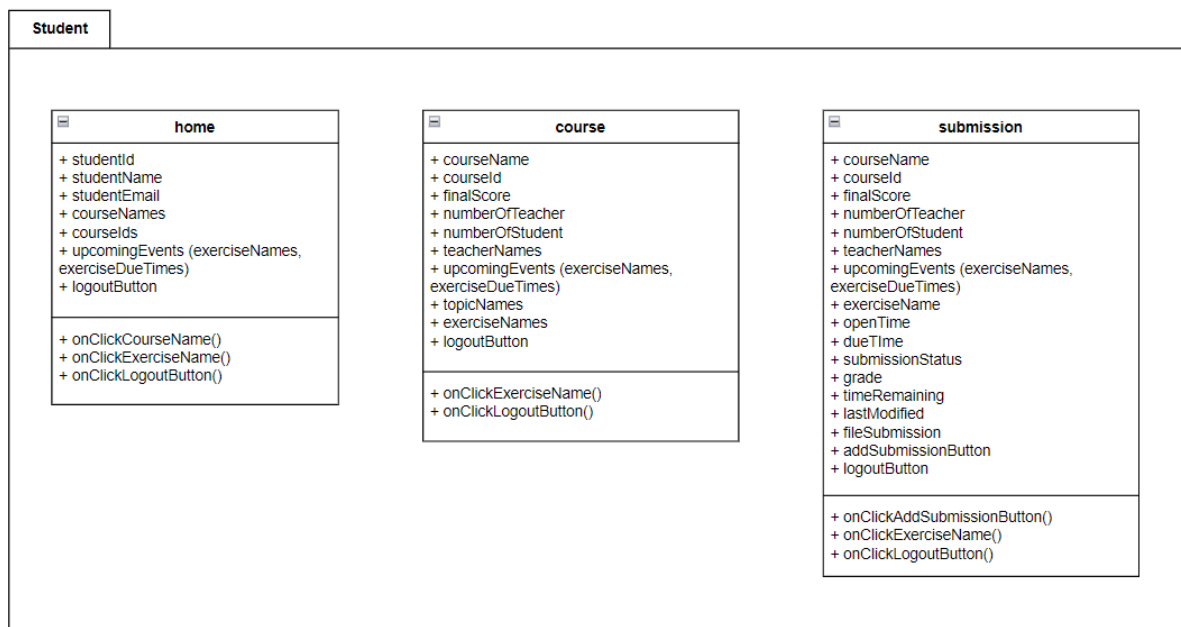 Student
home
+ studentId
+ studentName
+ studentEmail
+ courseNames
+ courseIds
+ upcomingEvents (exerciseNames,
exerciseDueTimes)
+ logoutButton
+ onClickCourseName()
+ onClickExerciseName()
+ onClickLogoutButton()
course
+ courseName
+ courseId
+ finalScore
+ numberOfTeacher
+ numberOfStudent
+ teacherNames
+ upcomingEvents (exerciseNames,
exerciseDueTimes)
+ topicNames
+ exerciseNames
+ logoutButton
+ onClickExerciseName()
+ onClickLogoutButton()
submission
+ courseName
+ courseId
+ finalScore
+ numberOfTeacher
+ numberOfStudent
+ teacherNames
+ upcomingEvents (exerciseNames,
exerciseDueTimes)
+ exerciseName
+ openTime
+ dueTIme
+ submissionStatus
+ grade
+ timeRemaining
+ lastModified
+ fileSubmission
+ addSubmissionButton
+ logoutButton
+ onClickAddSubmissionButton()
+ onClickExerciseName()
+ onClickLogoutButton()